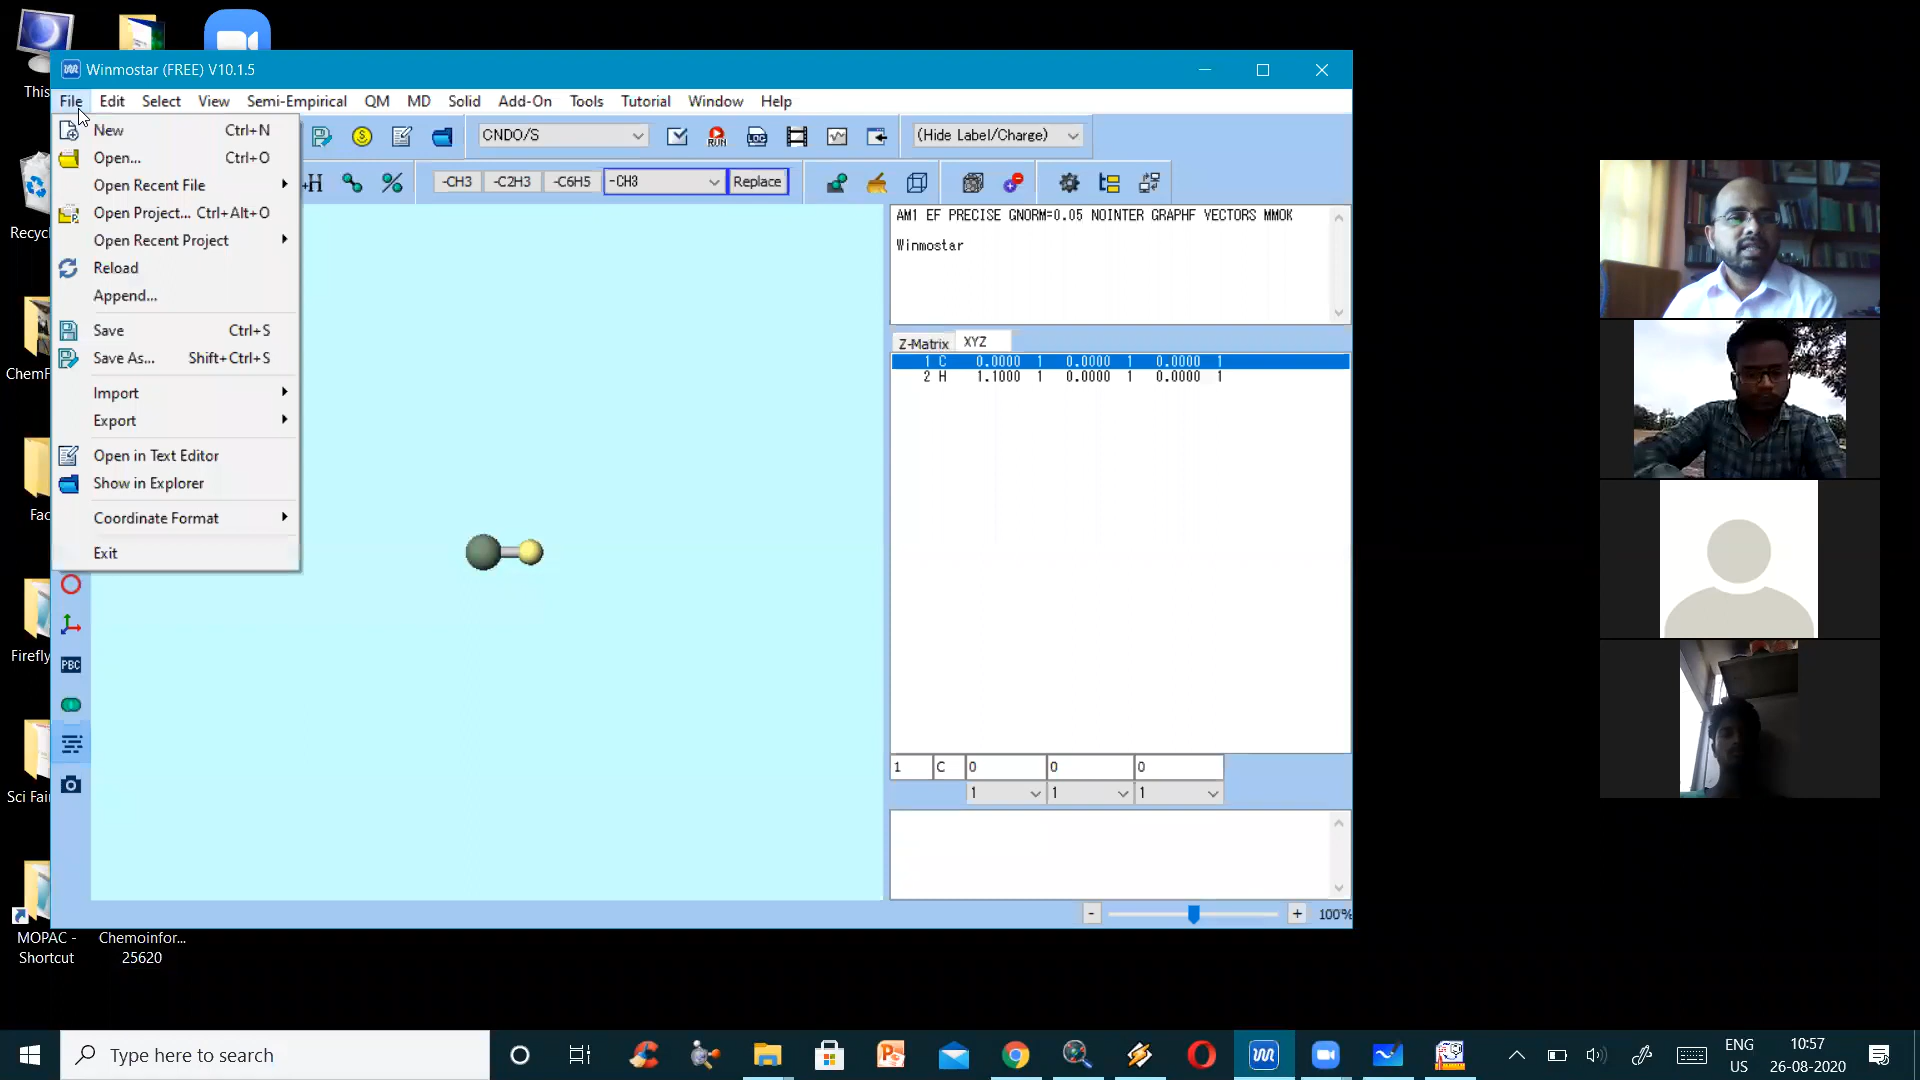 This
Recyc
ChemF
Fac
Firefly
Sci Fai
MOPAC -
Shortcut
Chemoinfor...
25620
Winmostar (FREE) V10.1.5
File Edit Select View Semi-Empirical QM MD Solid Add-On Tools Tutorial Window Help
New Ctrl+N
Open... Ctrl+O
Open Recent File
Open Project... Ctrl+Alt+O
Open Recent Project
Reload
Append...
Save Ctrl+S
Save As... Shift+Ctrl+S
Import
Export
Open in Text Editor
Show in Explorer
Coordinate Format
Exit
CNDO/S
RUN
LOG
(Hide Label/Charge)
+H
%
-CH3 -C2H3 -C6H5 -CH3 Replace
PBC
AM1 EF PRECISE GNORM=0.05 NOINTER GRAPHF VECTORS MMOK
Winmostar
Z-Matrix XYZ
1 C 0.0000 1 0.0000 1 0.0000 1
2 H 1.1000 1 0.0000 1 0.0000 1
1 C 0 0 0
1 1 1
- + 100%
Type here to search
ENG
US
10:57
26-08-2020